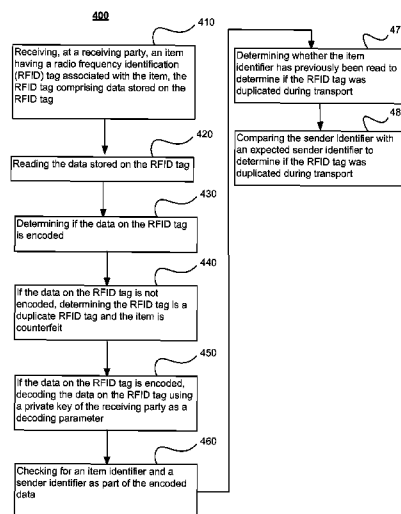 400
410
Receiving, at a receiving party, an item
having a radio frequency identification
(RFID) tag associated with the item, the
RFID tag comprising data stored on the
RFID tag
420
Reading the data stored on the RFID tag
430
Determining if the data on the RFID tag
is encoded
440
If the data on the RFID tag is not
encoded, determining the RFID tag is a
duplicate RFID tag and the item is
counterfeit
450
If the data on the RFID tag is encoded,
decoding the data on the RFID tag using
a private key of the receiving party as a
decoding parameter
460
Checking for an item identifier and a
sender identifier as part of the encoded
data
47
Determining whether the item
identifier has previously been read to
determine if the RFID tag was
duplicated during transport
48
Comparing the sender identifier with
an expected sender identifier to
determine if the RFID tag was
duplicated during transport